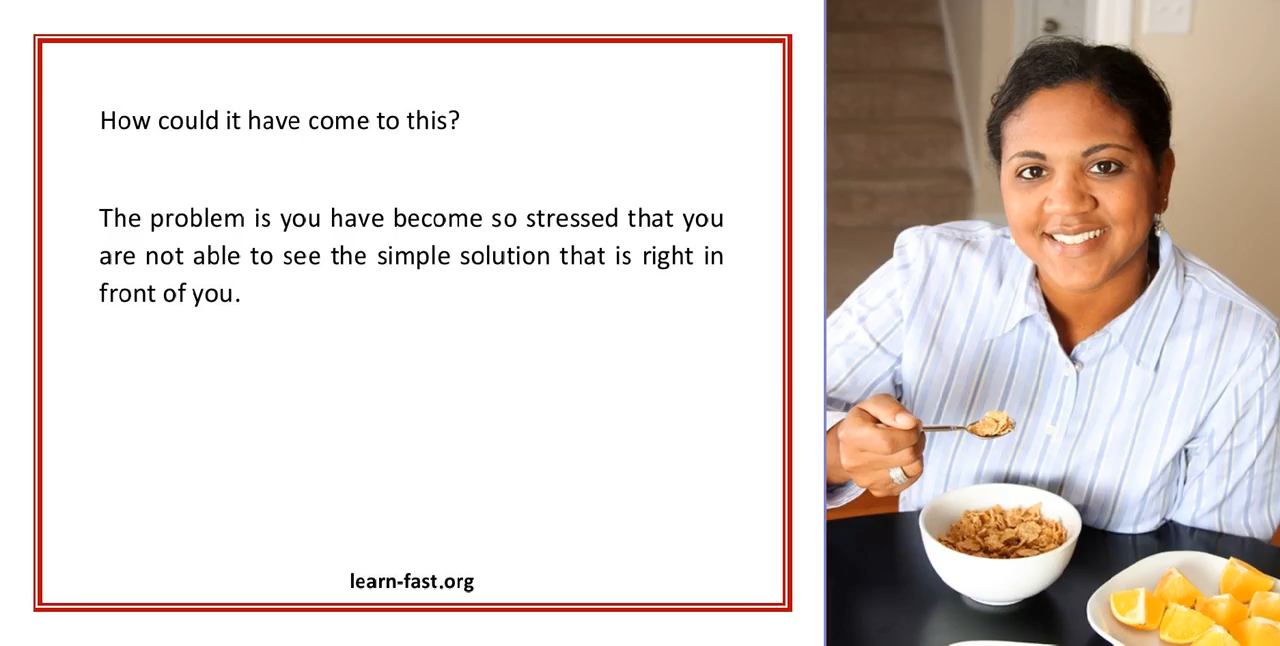 How could it have come to this?
The problem is you have become so stressed that you
are not able to see the simple solution that is right in
front of you.
learn-fast.org